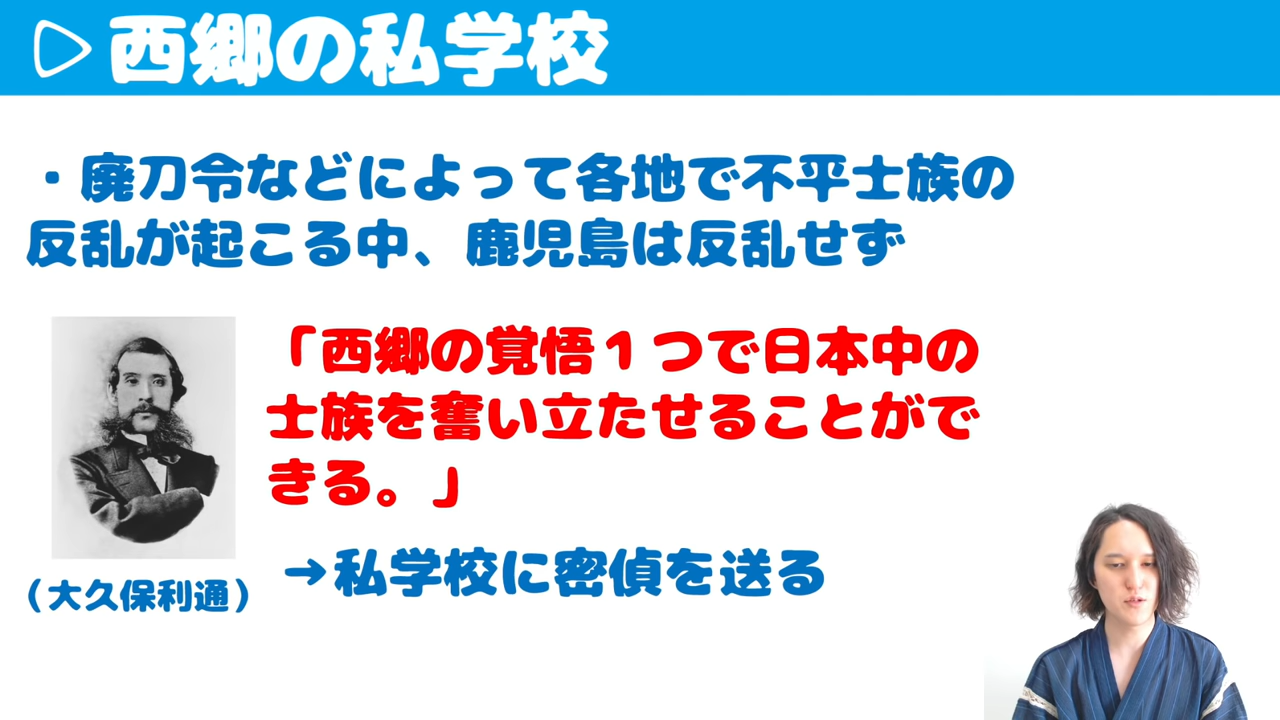 西郷の私学校
・廃刀令などによって各地で不平士族の
反乱が起こる中、鹿児島は反乱せず
「西郷の覚悟１つで日本中の
士族を奮い立たせることがで
きる。」
→私学校に密偵を送る
(大久保利通)